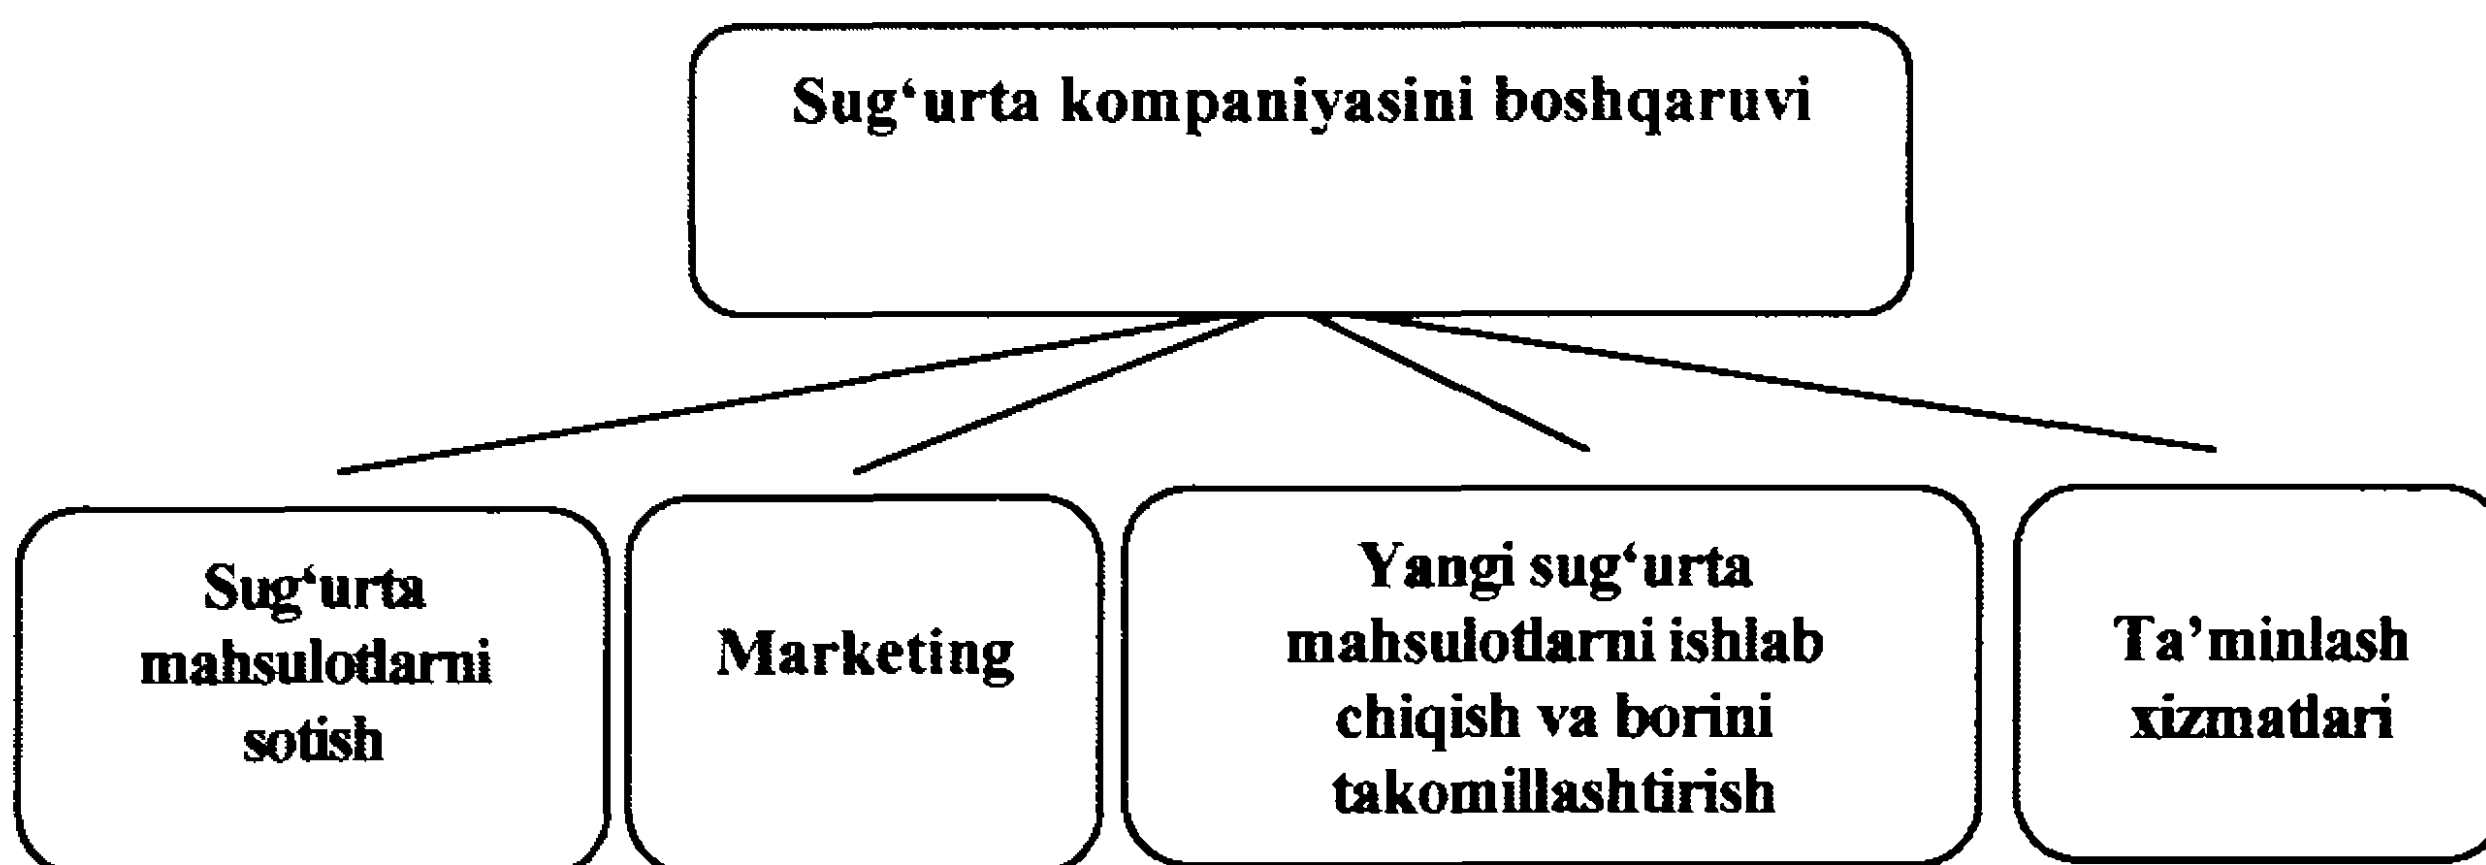 Sug‘urta kompaniyasini boshqaruvi
Sug‘urta
mahsulotlarni
sotish
Marketing
Yangi sug‘urta
mahsulotlarni ishlab
chiqish va borini
takomillashtirish
Ta’minlash
xizmatlari